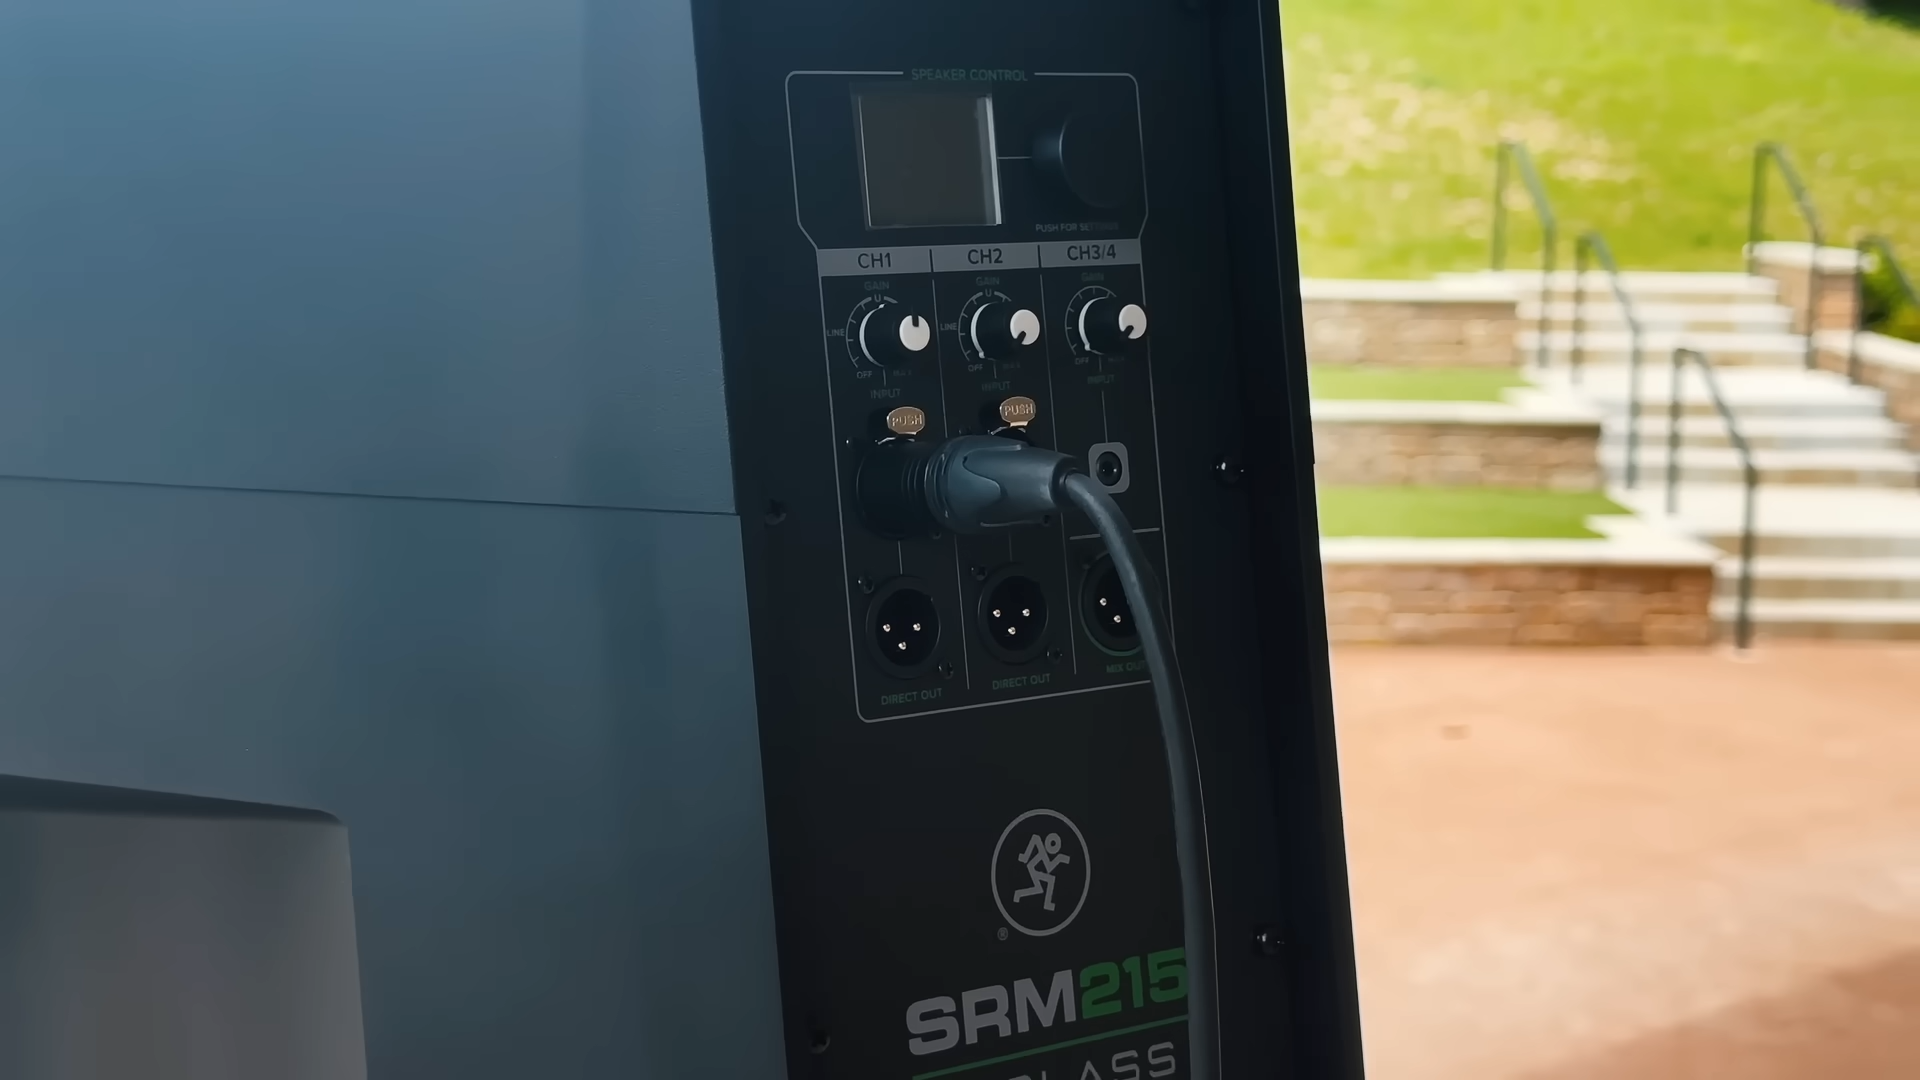 SPEAKER CONTROL
PUSH FOR SETTINGS
CH1 CH2 CH3/4
GAIN GAIN GAIN
U U
LINE LINE
OFF MAX OFF MAX OFF MAX
INPUT INPUT INPUT
PUSH PUSH
DIRECT OUT DIRECT OUT MIX OUT
®
SRM215
LASS